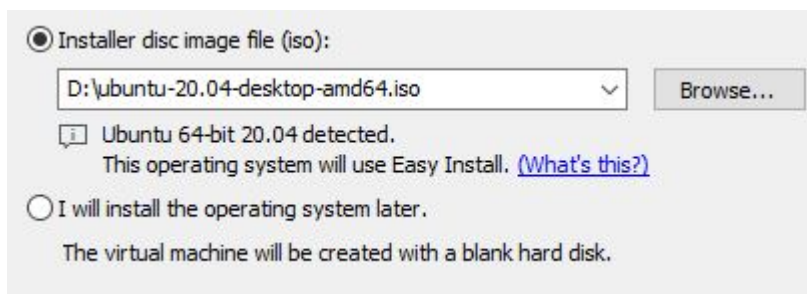 Installer disc image file (iso):
D:\ubuntu-20.04-desktop-amd64.iso
Browse...
Ubuntu 64-bit 20.04 detected.
This operating system will use Easy Install. (What's this?)
I will install the operating system later.
The virtual machine will be created with a blank hard disk.